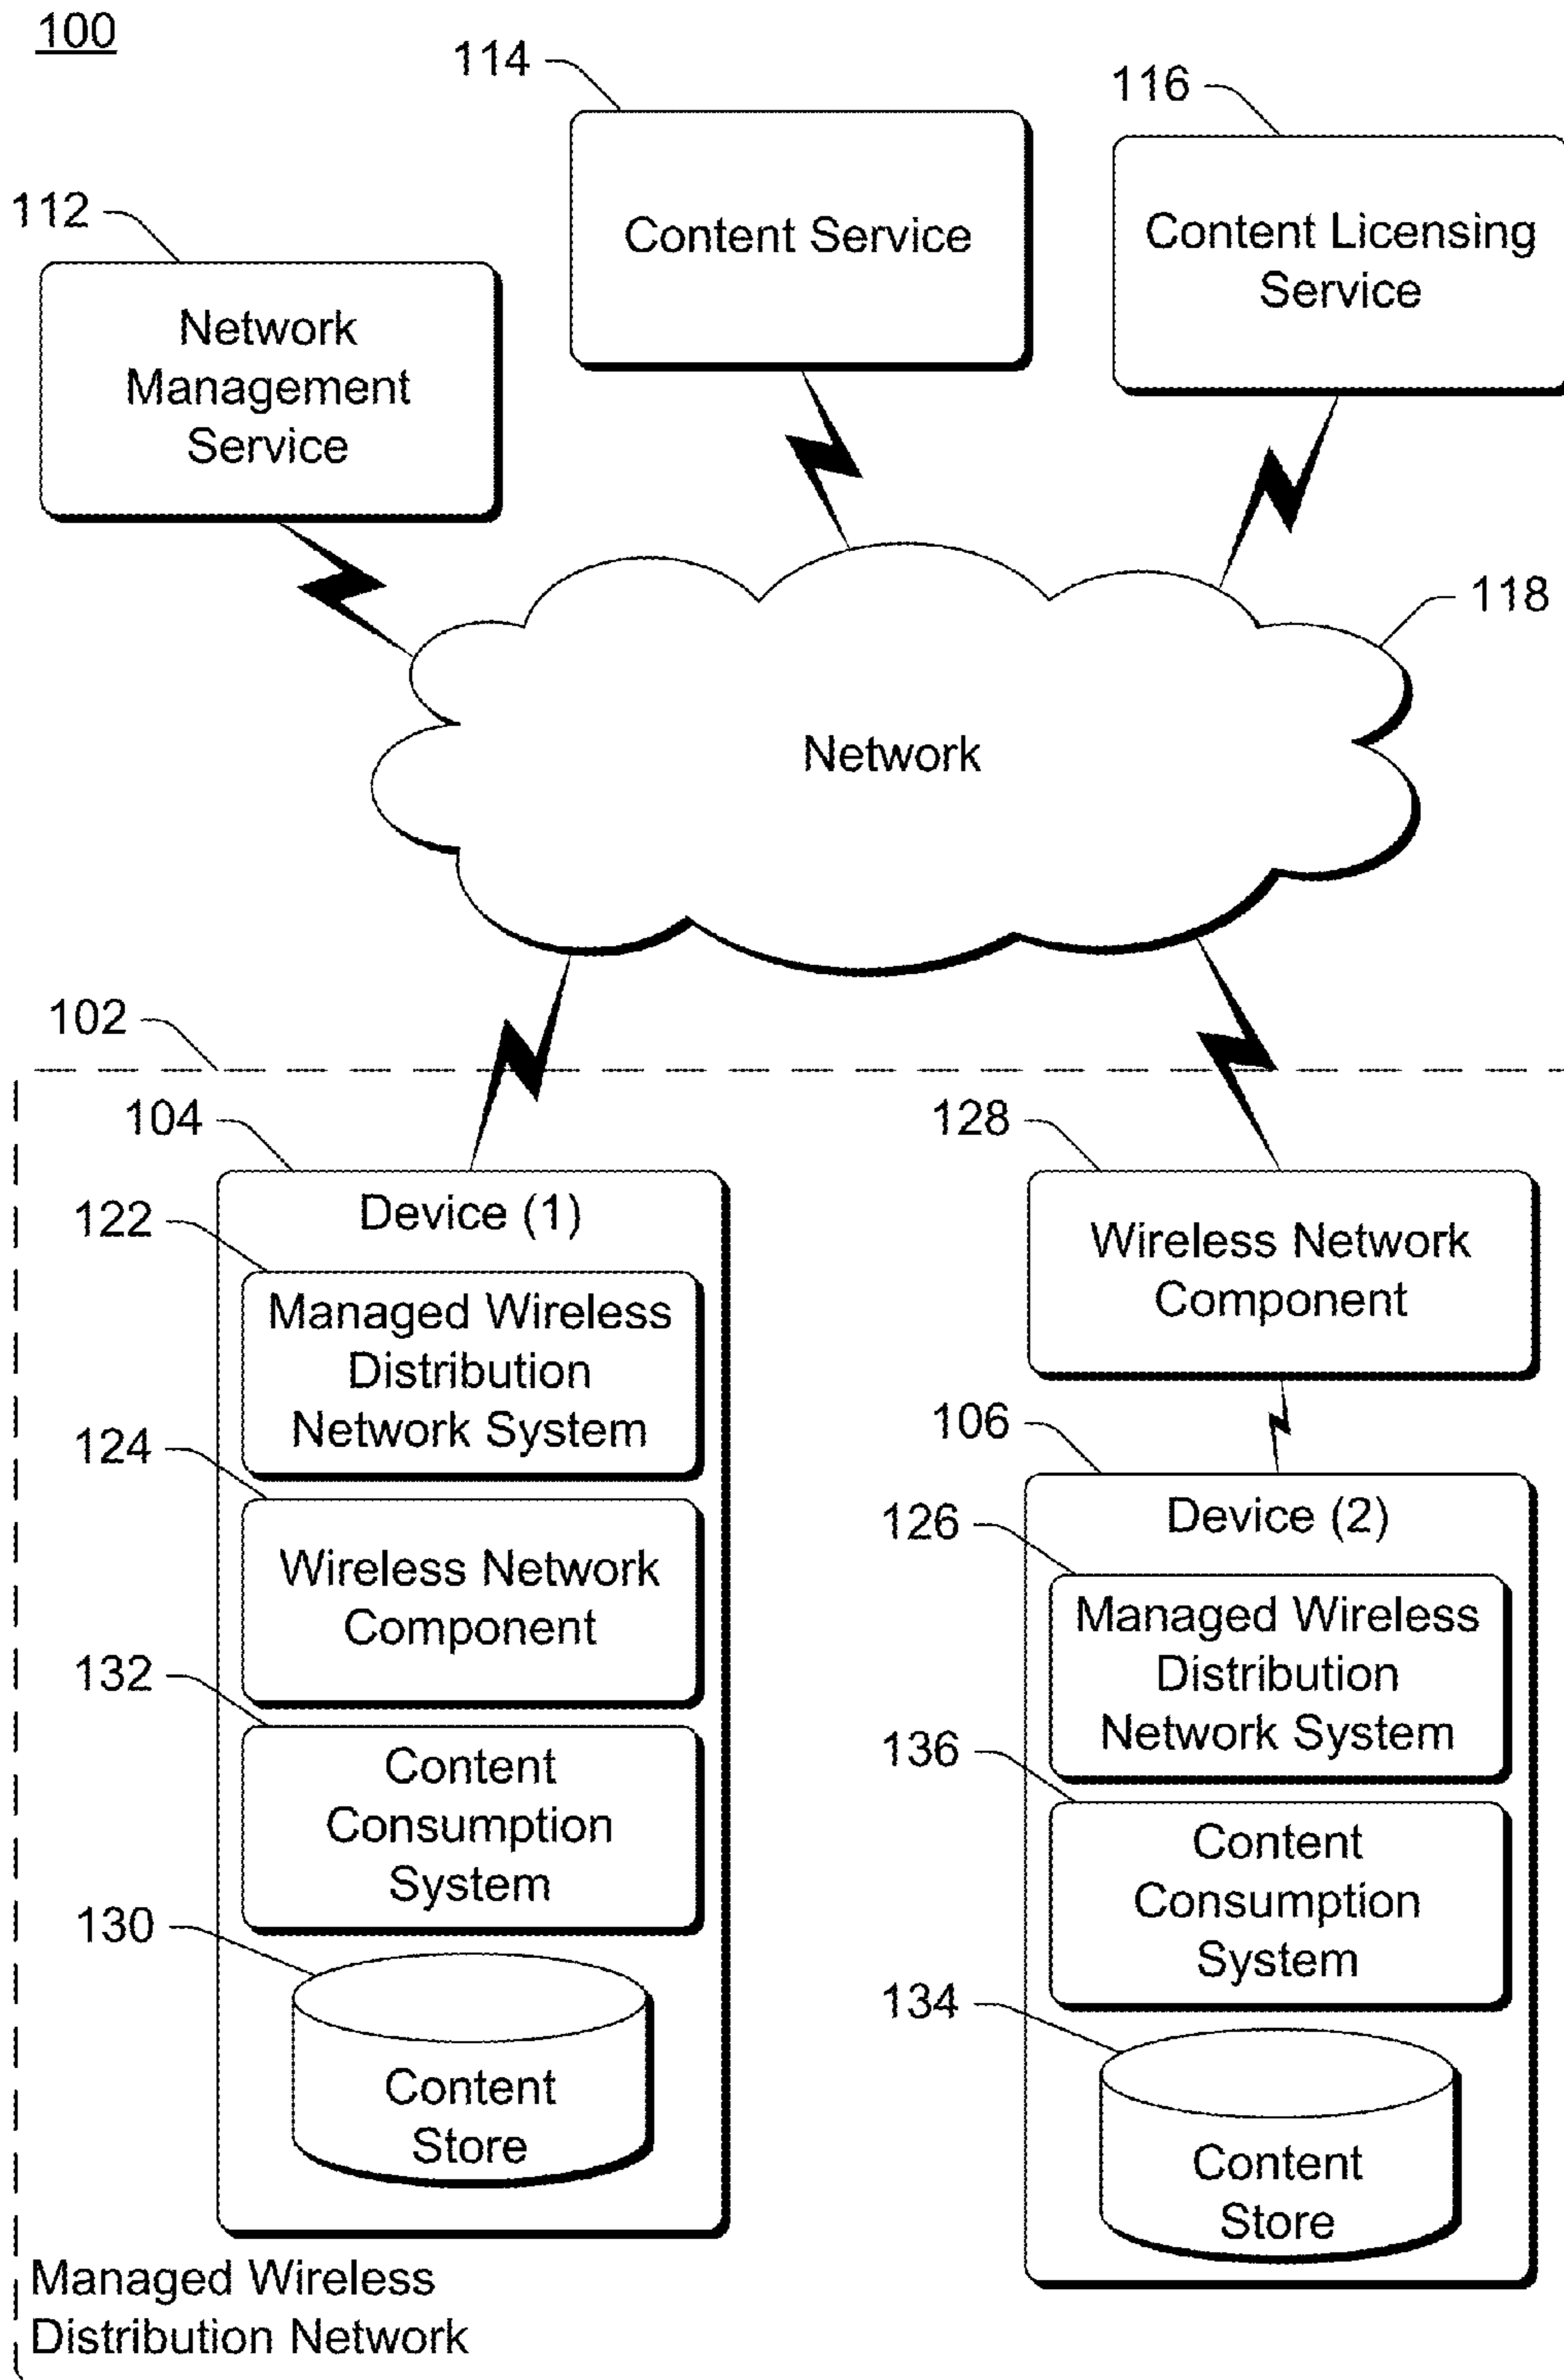 100
114
116
112
Content Service
Content Licensing
Service
Network
Management
Service
118
Network
102
104
128
Device (1)
122
Managed Wireless
Distribution
Network System
124
Wireless Network
Component
132
Content
Consumption
System
130
Content
Store
Wireless Network
Component
106
Device (2)
126
Managed Wireless
Distribution
Network System
136
Content
Consumption
System
134
Content
Store
Managed Wireless
Distribution Network